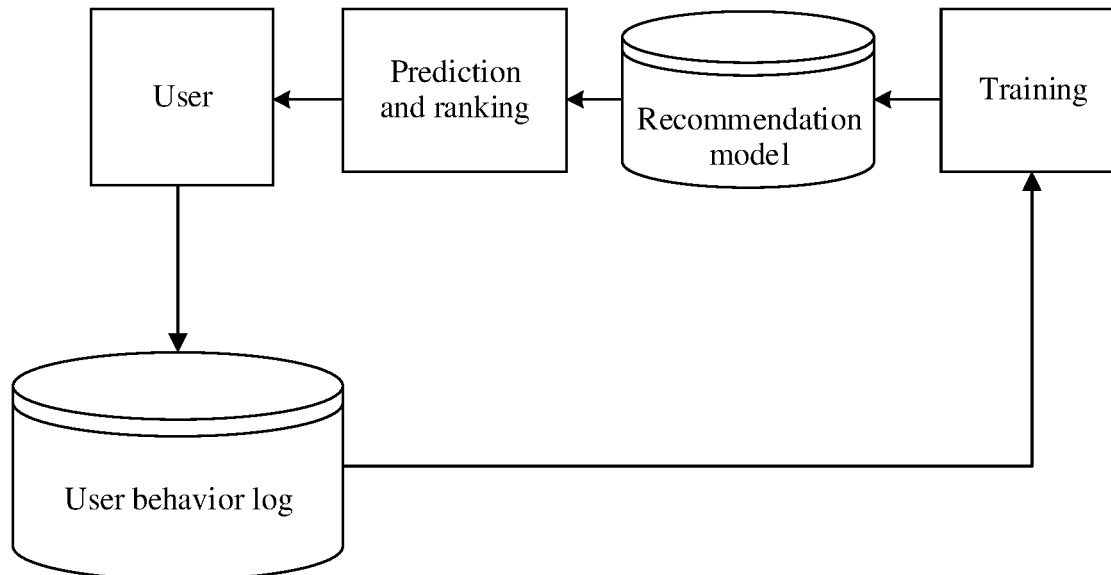 User
Prediction
and ranking
Recommendation
model
Training
User behavior log